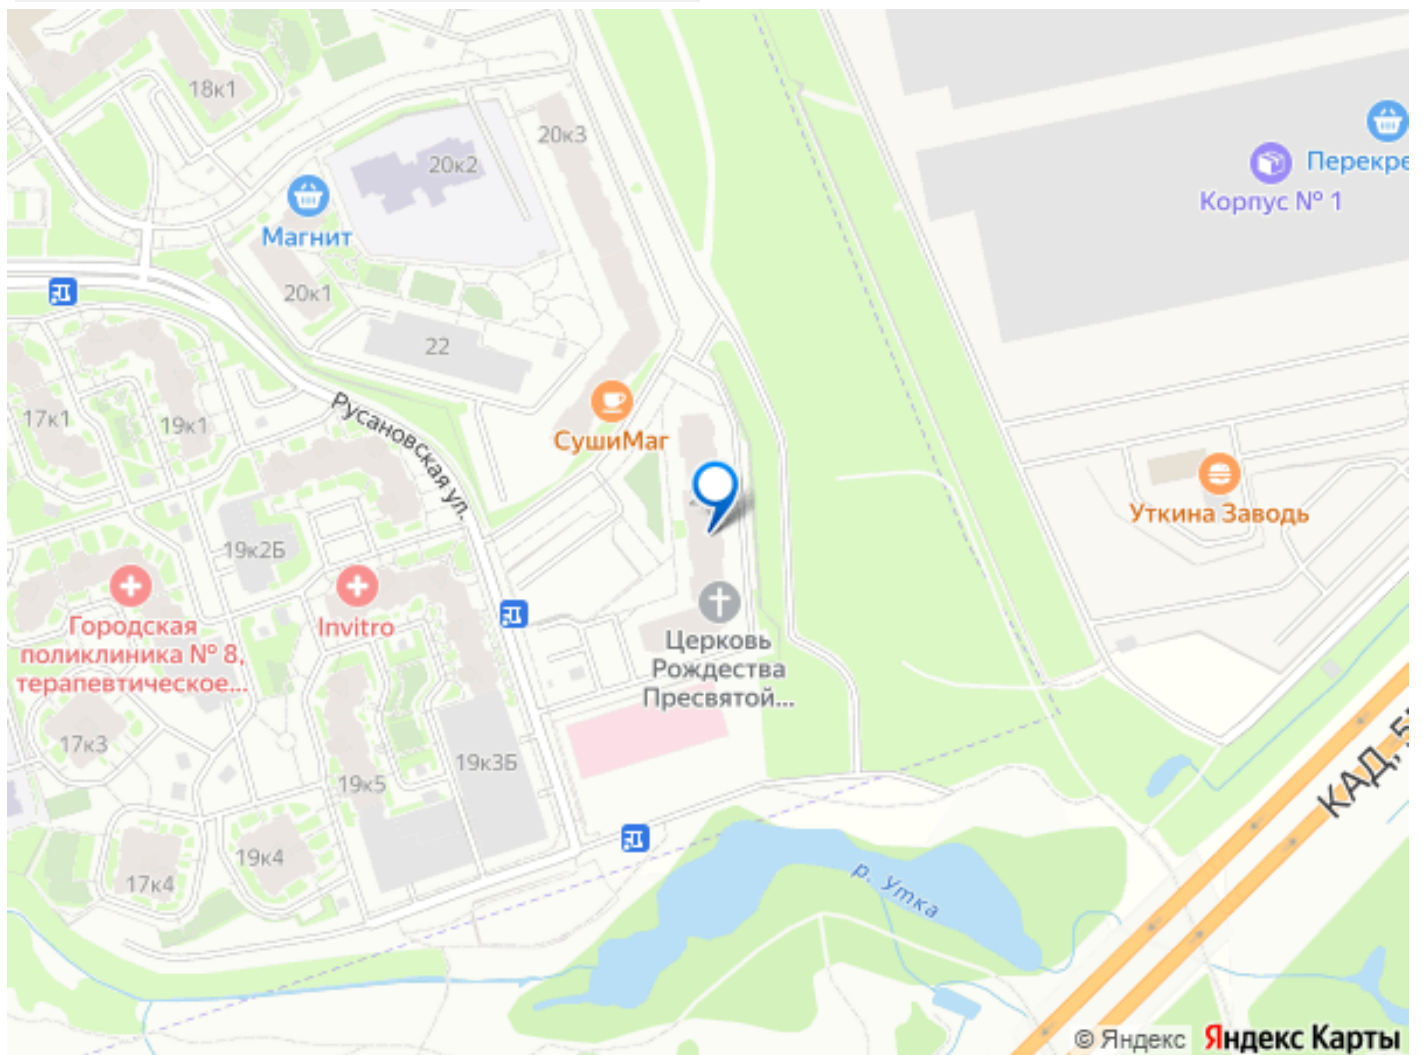 18к1
20к3
20к2
Перекре
Корпус № 1
Магнит
20к1
22
17к1
19к1
Русановская ул.
СушиМаг
Уткина Заводь
19к2Б
Городская
поликлиника № 8,
терапевтическое...
Invitro
Церковь
Рождества
Пресвятой...
17к3
19к5
19к3Б
КАД, 5
19к4
17к4
р. Утка
© Яндекс Яндекс Карты